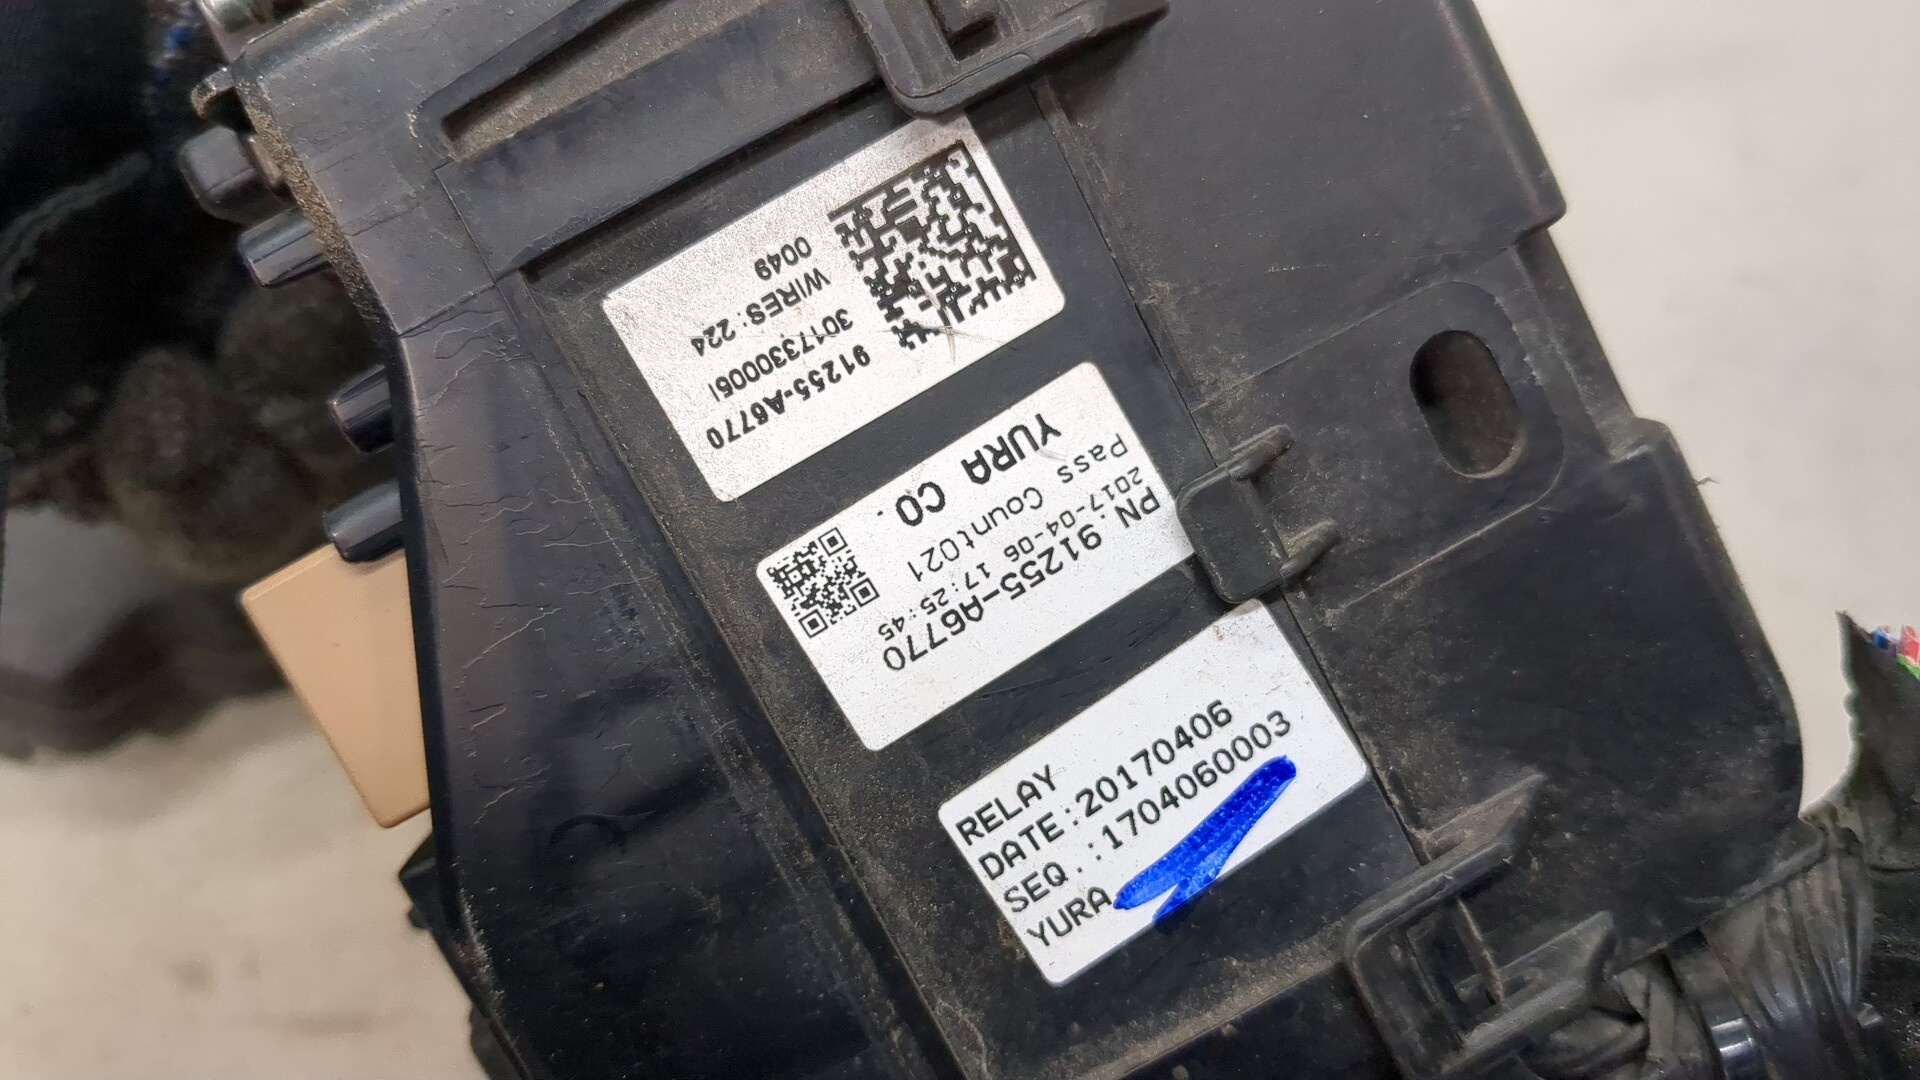 91255-A6770
3017330006I
WIRES:224
0049
YURA CO.
Pass Count021
2017-04-06 17:25:45
PN:91255-A6770
RELAY
DATE:20170406
SEQ.:1704060003
YURA